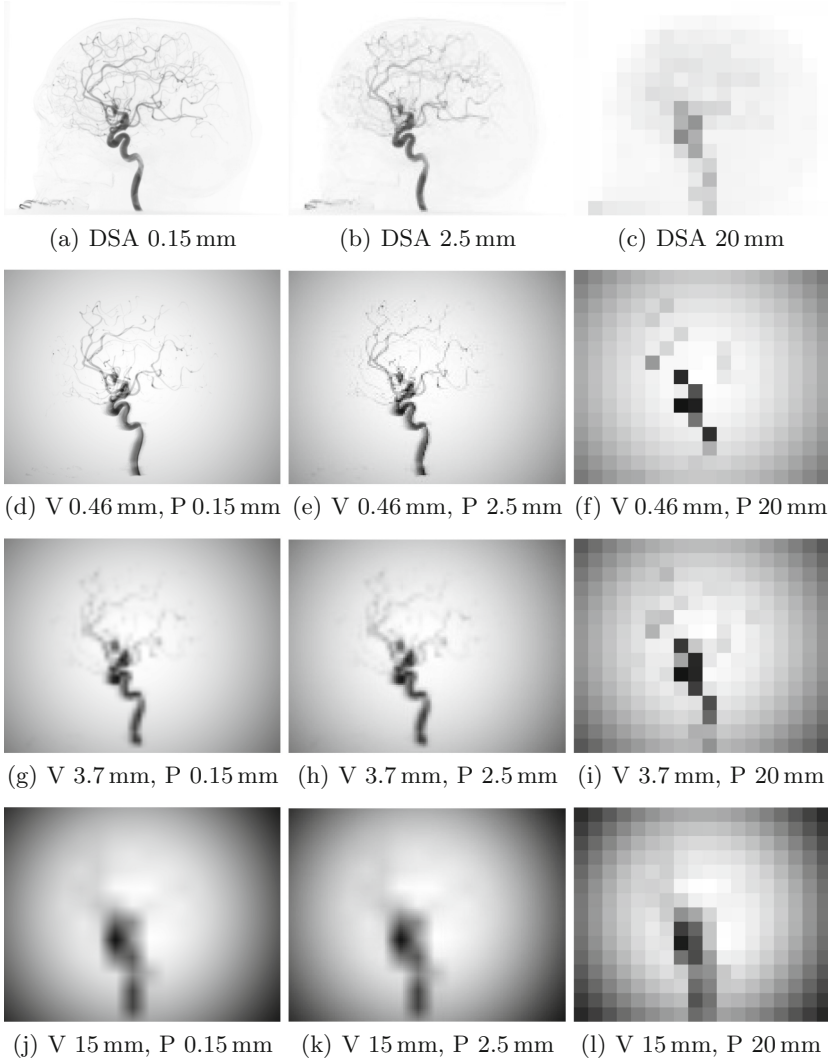 (a) DSA 0.15 mm
(b) DSA 2.5 mm
(c) DSA 20 mm
(d) V 0.46 mm, P 0.15 mm
(e) V 0.46 mm, P 2.5 mm
(f) V 0.46 mm, P 20 mm
(g) V 3.7 mm, P 0.15 mm
(h) V 3.7 mm, P 2.5 mm
(i) V 3.7 mm, P 20 mm
(j) V 15 mm, P 0.15 mm
(k) V 15 mm, P 2.5 mm
(l) V 15 mm, P 20 mm